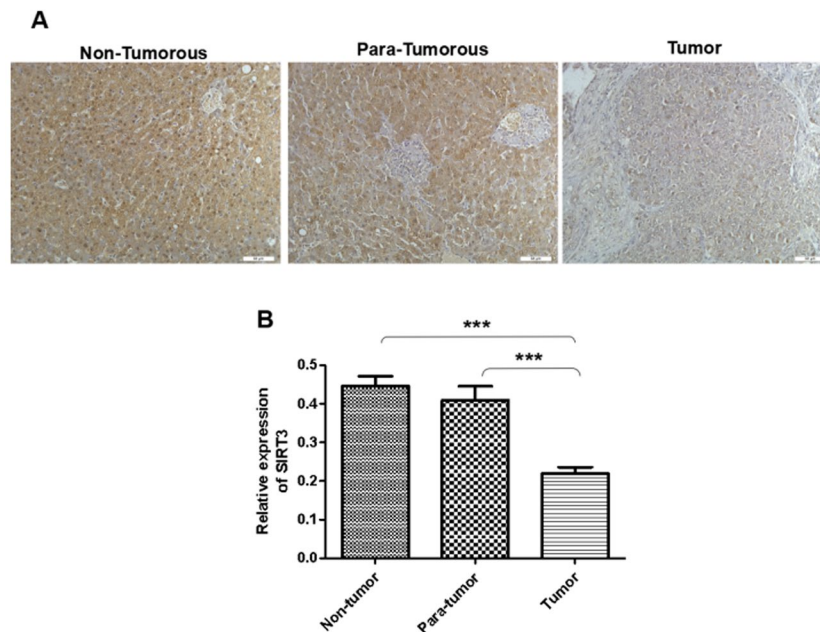 A
Non-Tumorous
Para-Tumorous
Tumor
B
***
***
Relative expression
of SIRT3
0.5
0.4
0.3
0.2
0.1
0.0
Non-tumor
Para-tumor
Tumor